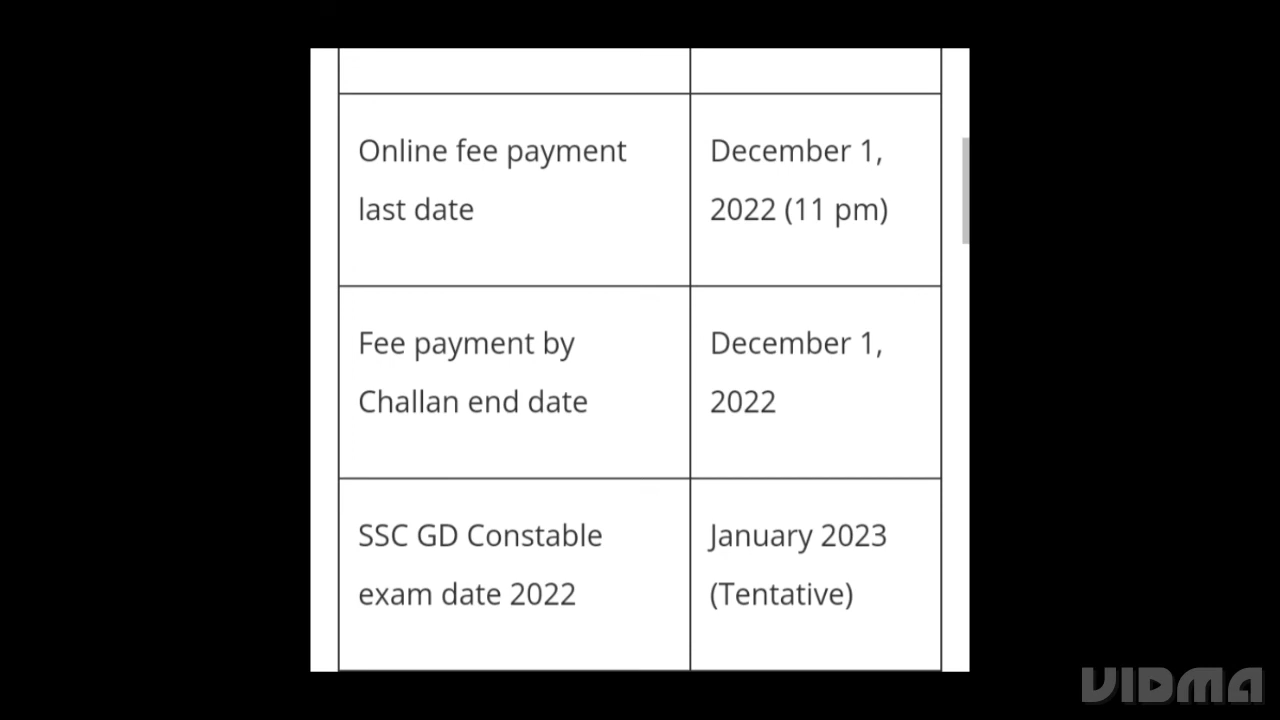 Online fee payment
last date
December 1,
2022 (11 pm)
Fee payment by
Challan end date
December 1,
2022
SSC GD Constable
exam date 2022
January 2023
(Tentative)
VIDMA